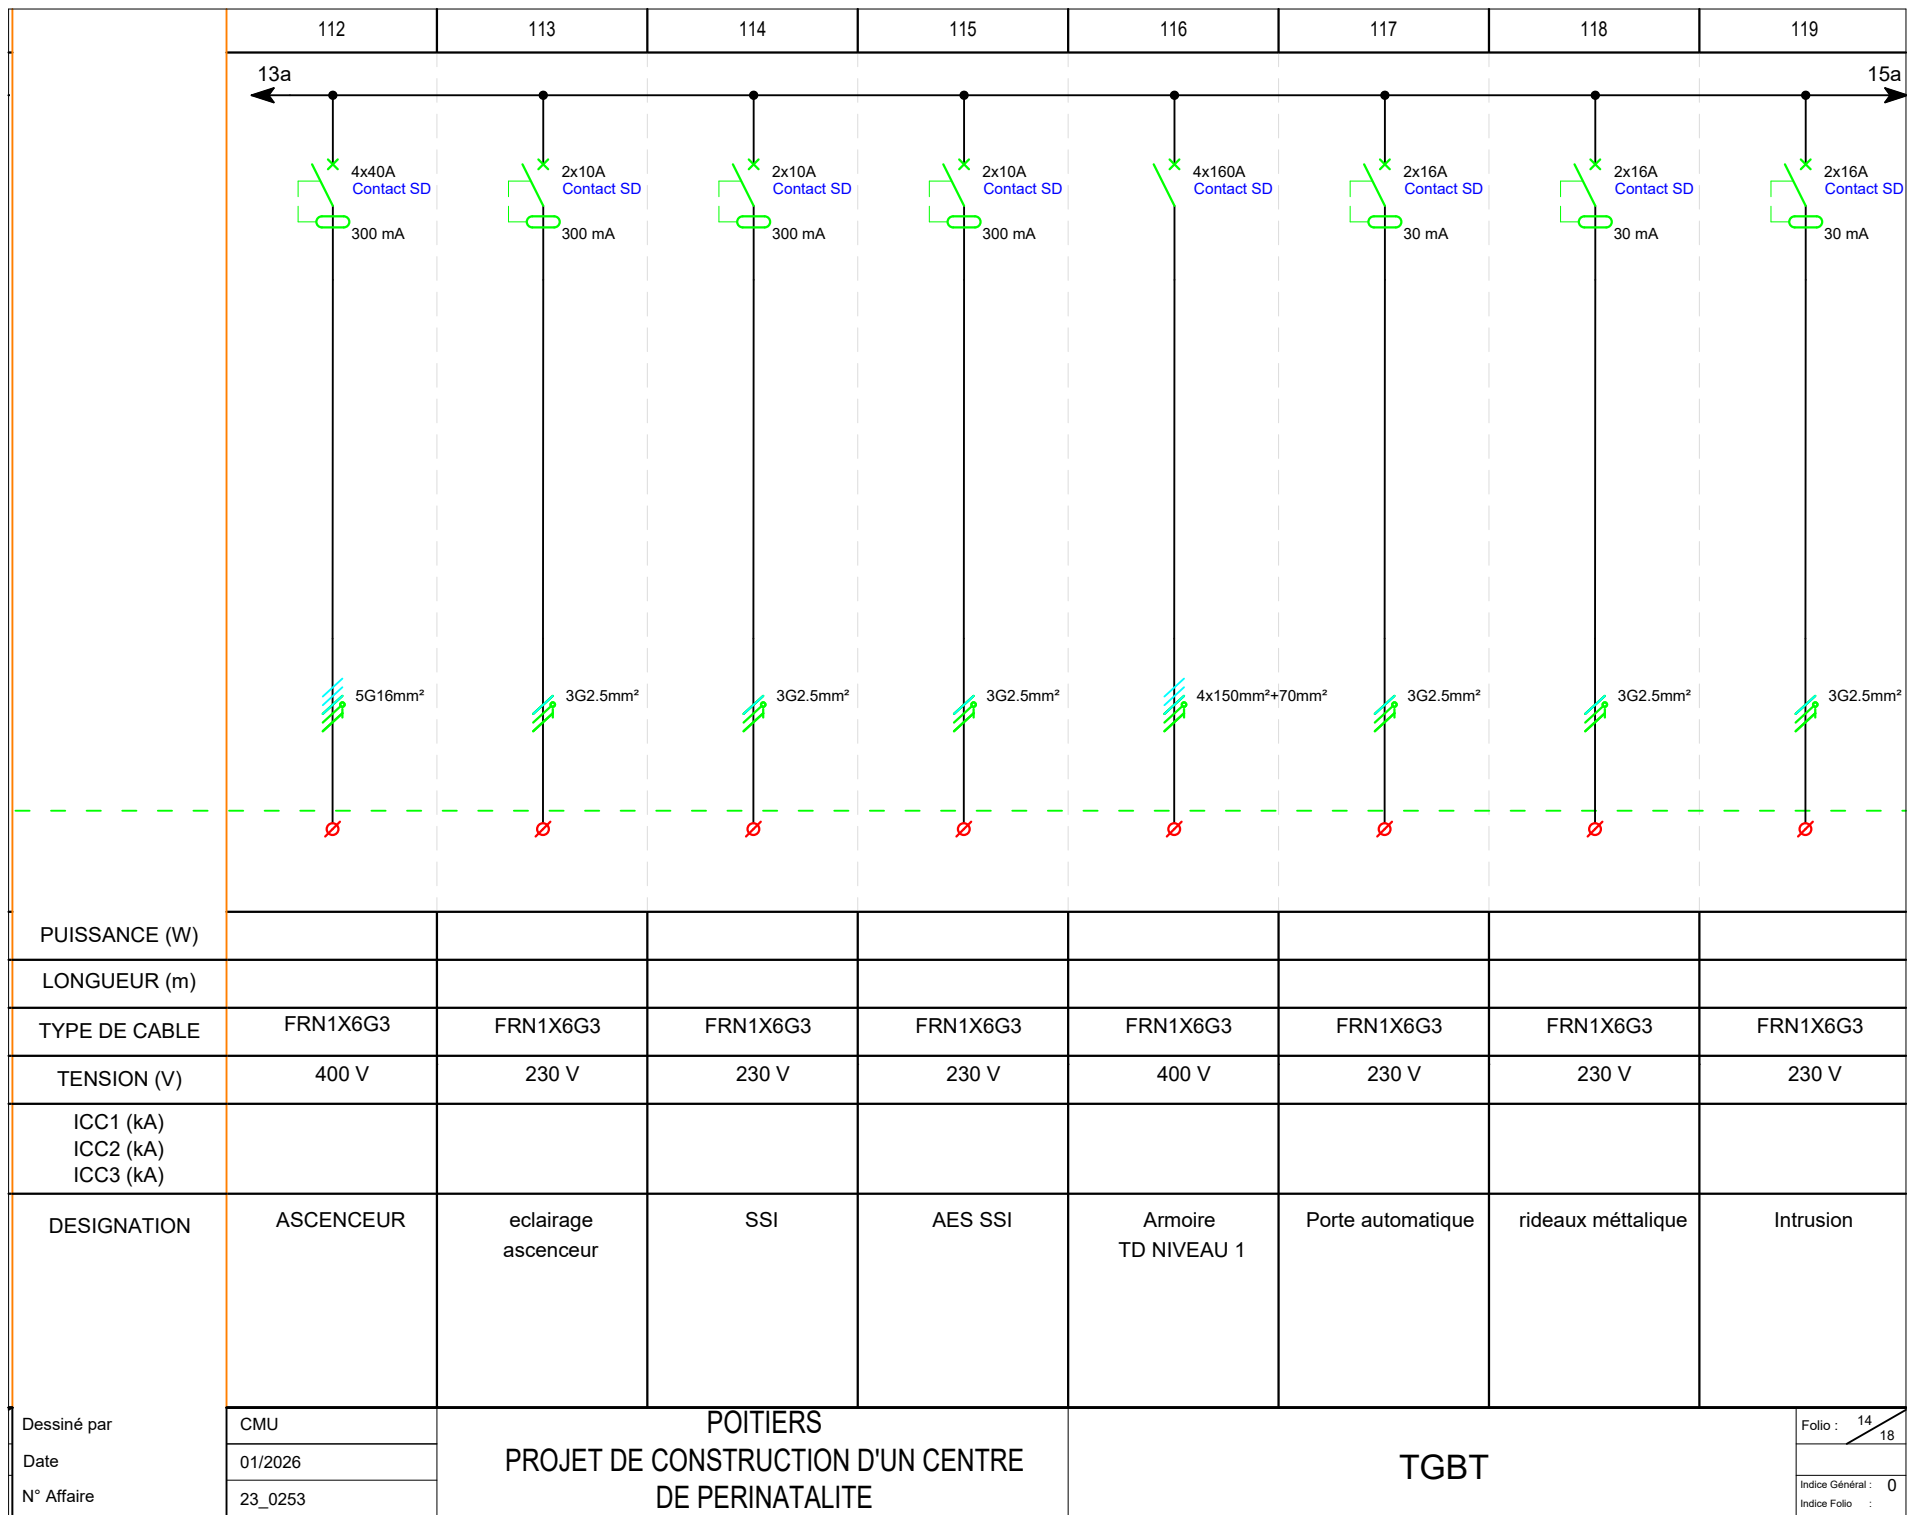 112 113 114 115 116 117 118 119
13a 15a
4x40A 2x10A 2x10A 2x10A 4x160A 2x16A 2x16A 2x16A
Contact SD Contact SD Contact SD Contact SD Contact SD Contact SD Contact SD Contact SD
300 mA 300 mA 300 mA 300 mA 30 mA 30 mA 30 mA
5G16mm² 3G2.5mm² 3G2.5mm² 3G2.5mm² 4x150mm²+70mm² 3G2.5mm² 3G2.5mm² 3G2.5mm²
PUISSANCE (W)
LONGUEUR (m)
TYPE DE CABLE FRN1X6G3 FRN1X6G3 FRN1X6G3 FRN1X6G3 FRN1X6G3 FRN1X6G3 FRN1X6G3 FRN1X6G3
TENSION (V) 400 V 230 V 230 V 230 V 400 V 230 V 230 V 230 V
ICC1 (kA)
ICC2 (kA)
ICC3 (kA)
DESIGNATION ASCENCEUR eclairage SSI AES SSI Armoire Porte automatique rideaux méttalique Intrusion
ascenceur TD NIVEAU 1
Dessiné par CMU
Date 01/2026
N° Affaire 23_0253
POITIERS
PROJET DE CONSTRUCTION D'UN CENTRE
DE PERINATALITE
TGBT
Folio : 14
18
Indice Général : 0
Indice Folio :